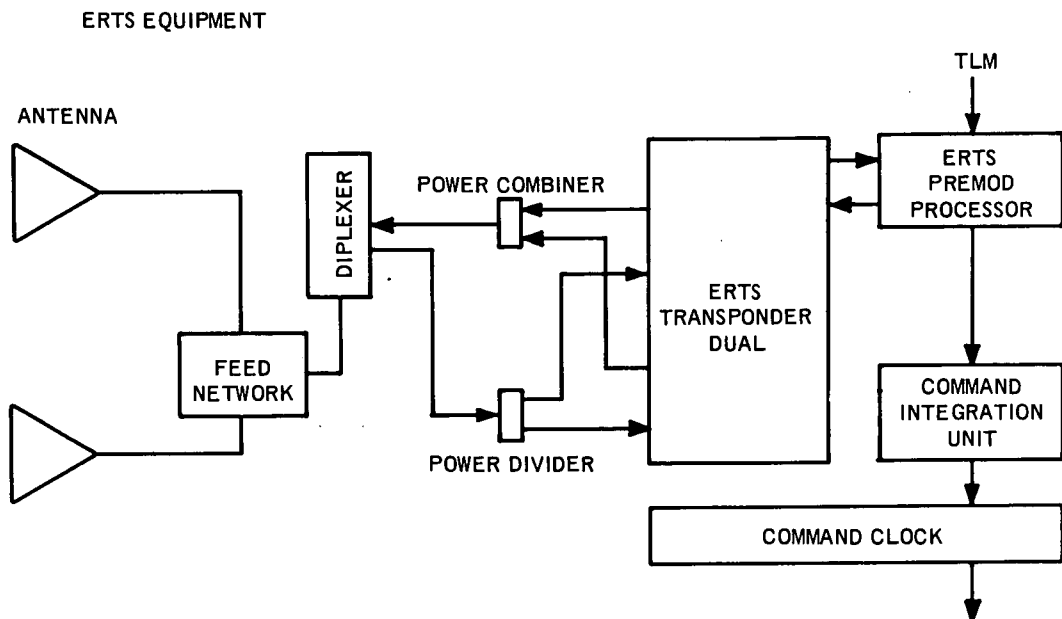 ERTS EQUIPMENT
TLM
ANTENNA
ERTS
PREMOD
PROCESSOR
DIPLEXER
POWER COMBINER
ERTS
TRANSPONDER
DUAL
FEED
NETWORK
COMMAND
INTEGRATION
UNIT
POWER DIVIDER
COMMAND CLOCK